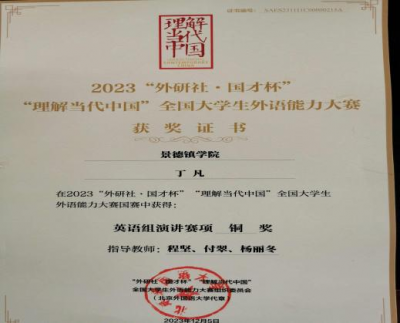 理解
当代
中国
2023“外研社·国才杯”
“理解当代中国”全国大学生外语能力大赛
获奖证书
景德镇学院
丁凡
在2023“外研社·国才杯”“理解当代中国”全国大学生
外语能力大赛国赛中获得：
英语组演讲赛项 铜 奖
指导教师：程坚、付翠、杨丽冬
“外研社·国才杯”“理解当代中国”
全国大学生外语能力大赛组织委员会
（北京外国语大学代章）
2023年12月5日